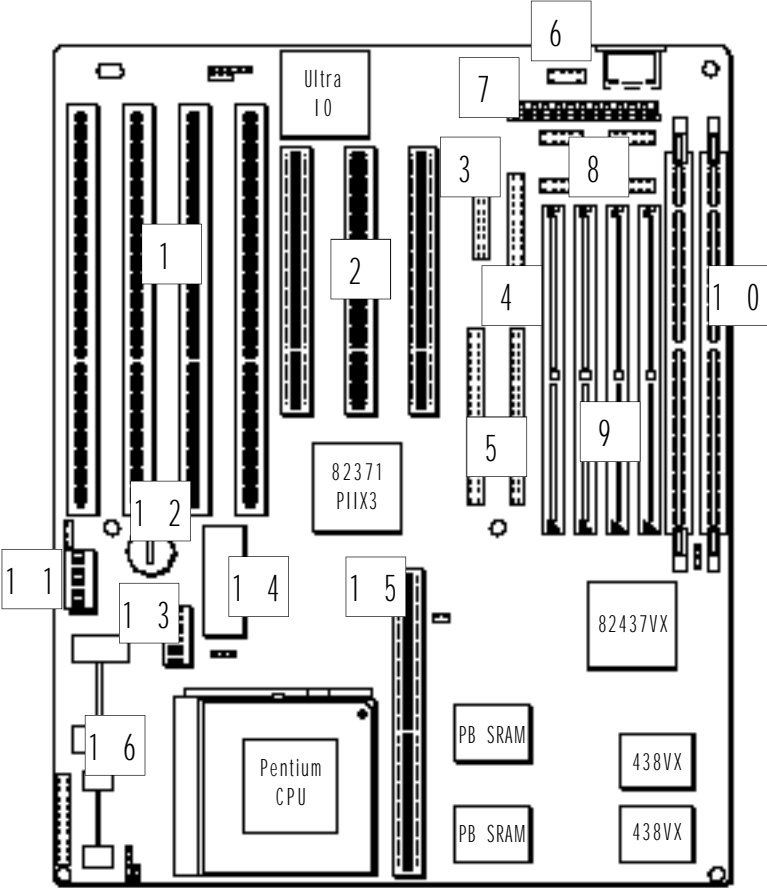 6
Ultra
IO
7
3
8
1
2
4
1 0
9
5
82371
PIIX3
1 2
1 1
1 4
1 5
1 3
82437VX
1 6
PB SRAM
438VX
Pentium
CPU
PB SRAM
438VX